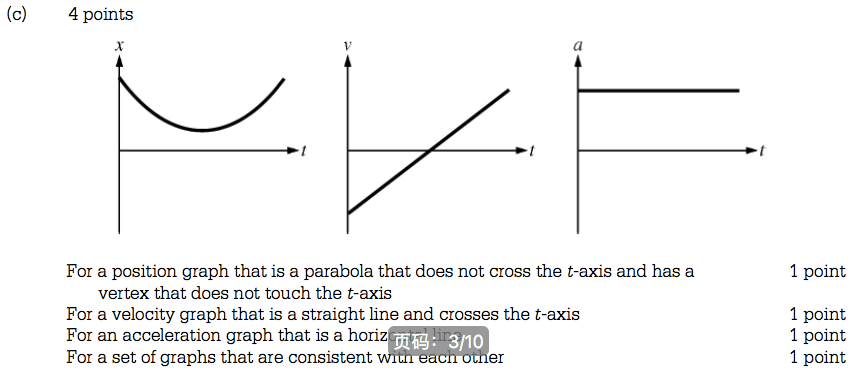 (c) 4 points
x v a
t t t
For a position graph that is a parabola that does not cross the t-axis and has a 1 point
vertex that does not touch the t-axis
For a velocity graph that is a straight line and crosses the t-axis 1 point
For an acceleration graph that is a horizontal line 1 point
For a set of graphs that are consistent with each other 1 point
页码：3/10